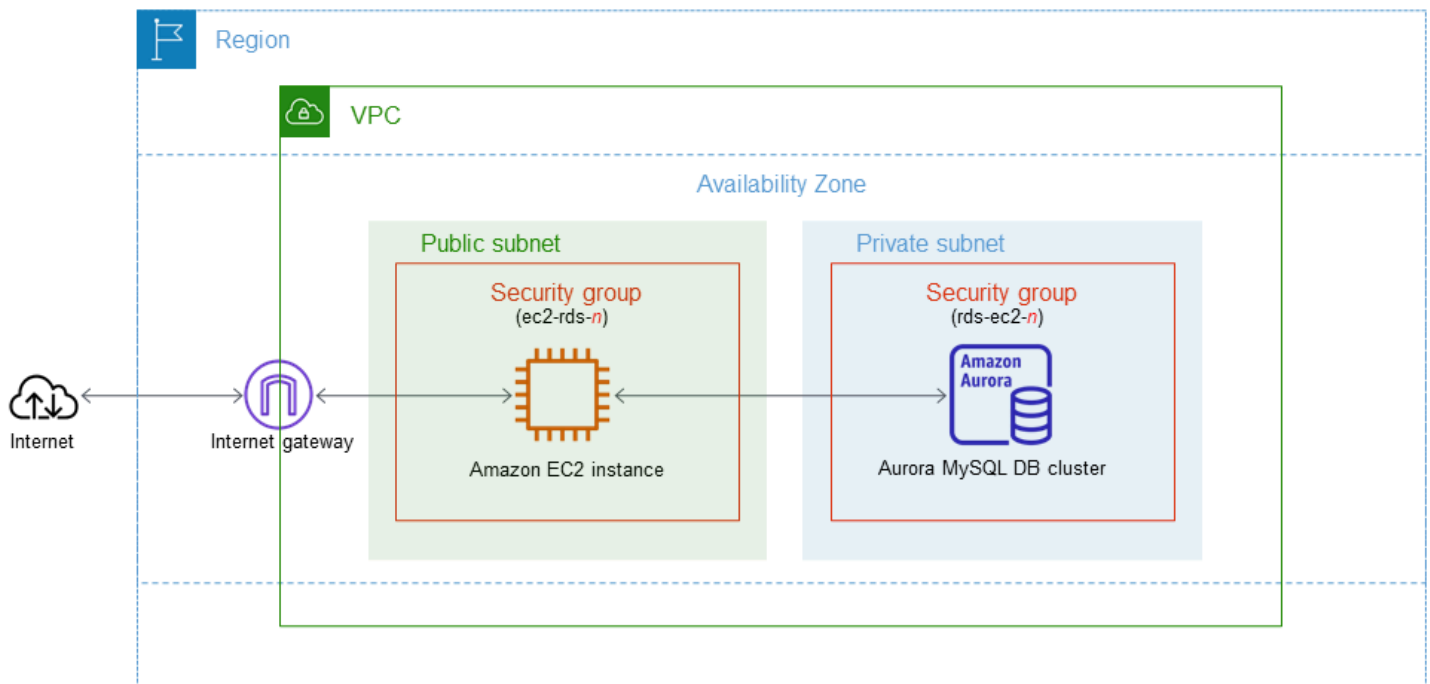 Region
VPC
Availability Zone
Public subnet
Private subnet
Security group
(ec2-rds-n)
Security group
(rds-ec2-n)
Amazon
Aurora
Internet
Internet gateway
Amazon EC2 instance
Aurora MySQL DB cluster